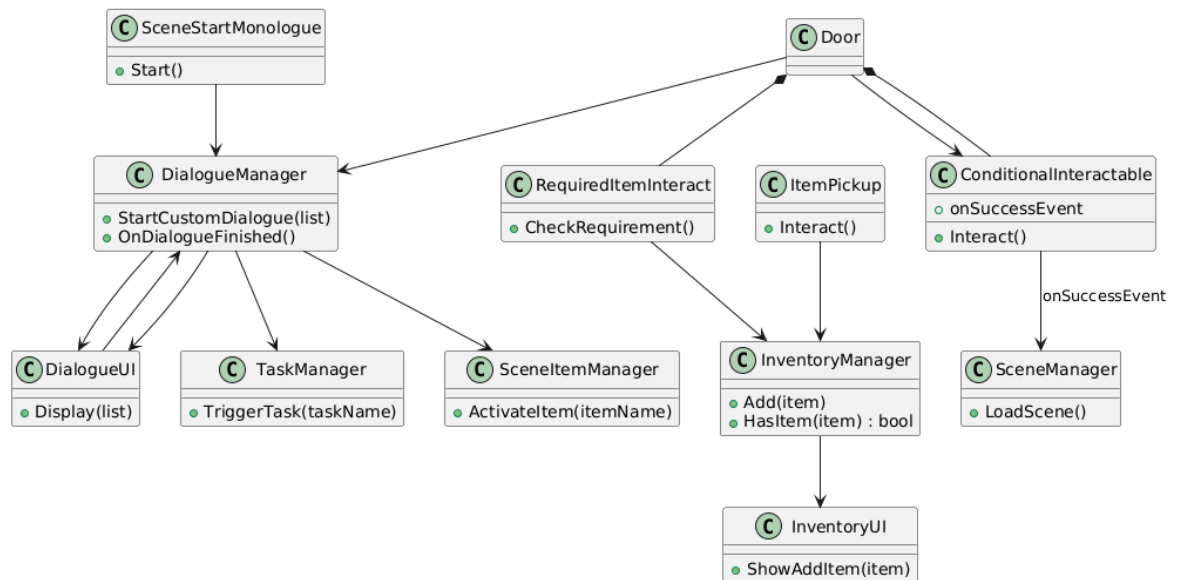 C SceneStartMonologue
Start()
C Door
C DialogueManager
StartCustomDialogue(list)
OnDialogueFinished()
C RequiredItemInteract
CheckRequirement()
C ItemPickup
Interact()
C ConditionalInteractable
onSuccessEvent
Interact()
onSuccessEvent
C DialogueUI
Display(list)
C TaskManager
TriggerTask(taskName)
C SceneItemManager
ActivateItem(itemName)
C InventoryManager
Add(item)
HasItem(item) : bool
C SceneManager
LoadScene()
C InventoryUI
ShowAddItem(item)